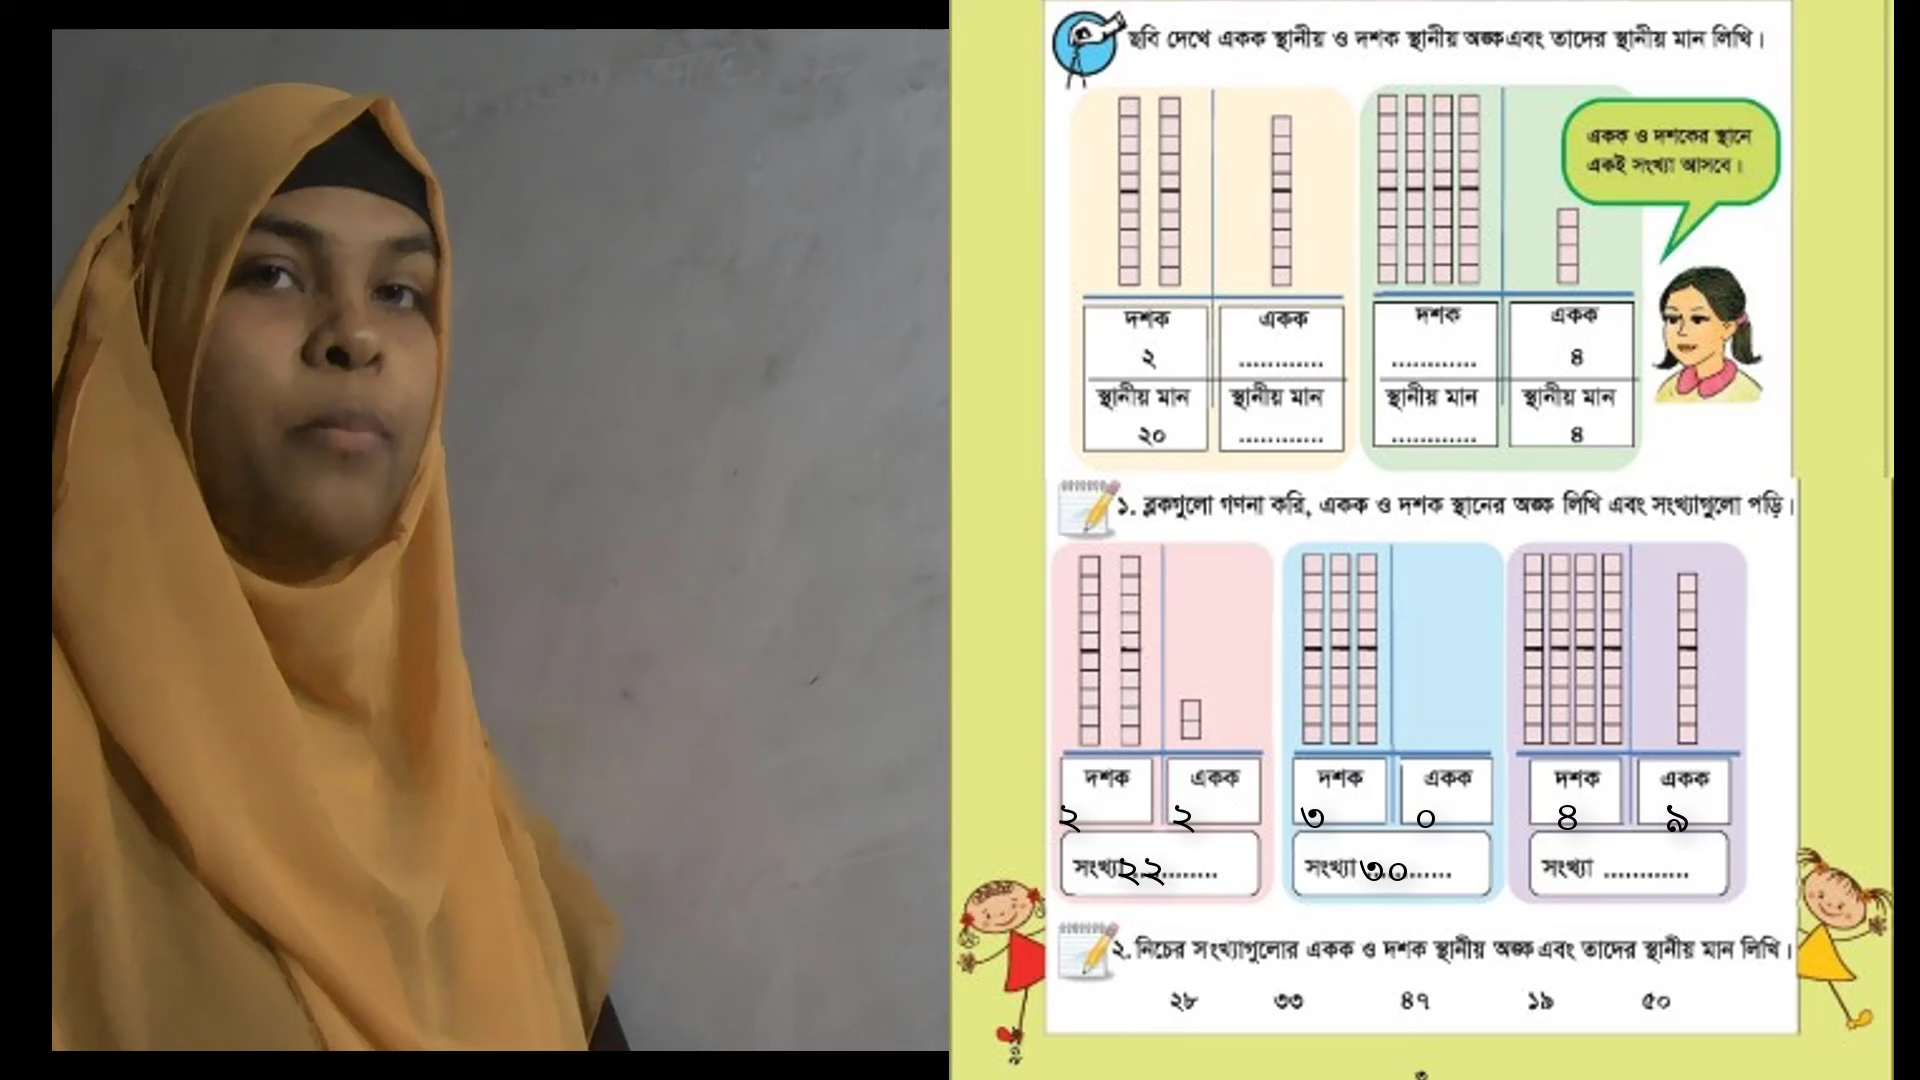 ছবি দেখে একক স্থানীয় ও দশক স্থানীয় অঙ্ক এবং তাদের স্থানীয় মান লিখি।
একক ও দশকের স্থানে
একই সংখ্যা আসবে।
দশক একক দশক একক
২ ............ ............ ৪
স্থানীয় মান স্থানীয় মান স্থানীয় মান স্থানীয় মান
২০ ............ ............ ৪
১. ব্লকগুলো গণনা করি, একক ও দশক স্থানের অঙ্ক লিখি এবং সংখ্যাগুলো পড়ি।
দশক একক দশক একক দশক একক
২ ২ ৩ ০ ৪ ৯
সংখ্যা ২২ ........ সংখ্যা ৩০ ...... সংখ্যা ............
২. নিচের সংখ্যাগুলোর একক ও দশক স্থানীয় অঙ্ক এবং তাদের স্থানীয় মান লিখি।
২৮ ৩৩ ৪৭ ১৯ ৫০